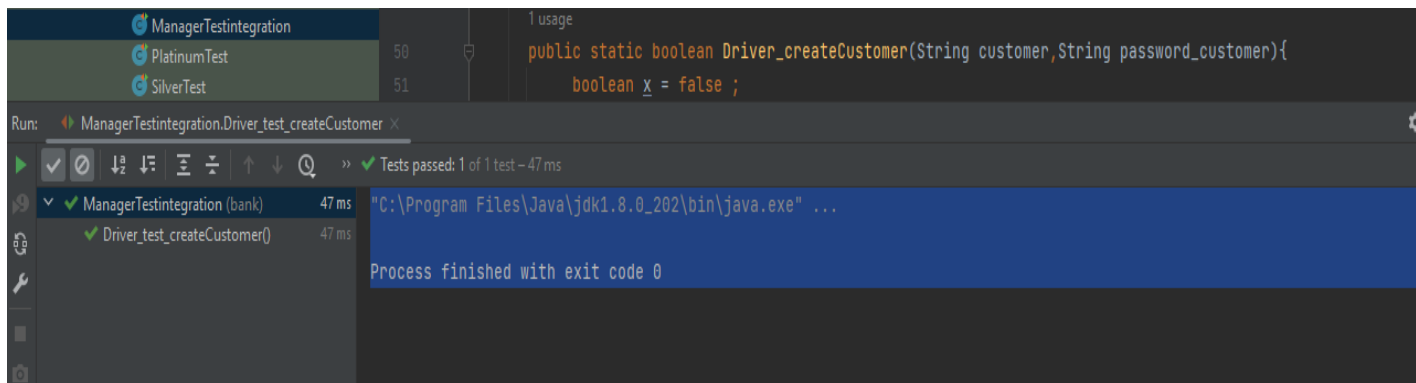 ManagerTestintegration
PlatinumTest
SilverTest
1 usage
50 public static boolean Driver_createCustomer(String customer,String password_customer){
51 boolean x = false ;
Run: ManagerTestintegration.Driver_test_createCustomer ×
» Tests passed: 1 of 1 test – 47 ms
ManagerTestintegration (bank) 47 ms
Driver_test_createCustomer() 47 ms
"C:\Program Files\Java\jdk1.8.0_202\bin\java.exe" ...
Process finished with exit code 0